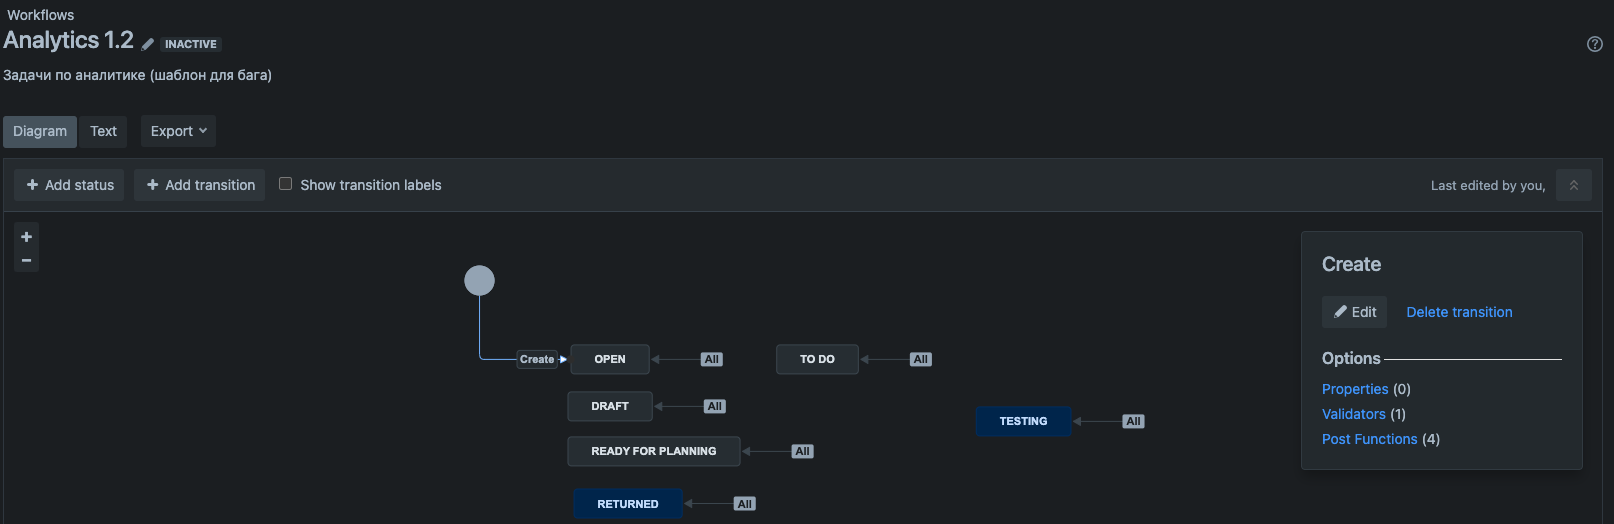 Workflows
Analytics 1.2 INACTIVE
Задачи по аналитике (шаблон для бага)
Diagram Text Export
Add status Add transition Show transition labels Last edited by you,
Create
Edit Delete transition
Create OPEN All TO DO All
Options
Properties (0)
DRAFT All
Validators (1)
TESTING All
Post Functions (4)
READY FOR PLANNING All
RETURNED All